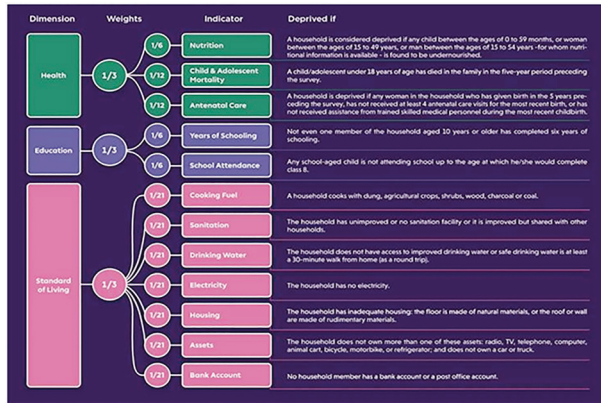 Dimension Weights Indicator Deprived if
Health
1/3
1/6 Nutrition
A household is considered deprived if any child between the ages of 0 to 59 months, or woman
between the ages of 15 to 49 years, or man between the ages of 15 to 54 years -for whom nutri-
tional information is available - is found to be undernourished.
1/12 Child & Adolescent
Mortality
A child/adolescent under 18 years of age has died in the family in the five-year period preceding
the survey.
1/12 Antenatal Care
A household is deprived if any woman in the household who has given birth in the 5 years pre-
ceding the survey, has not received at least 4 antenatal care visits for the most recent birth, or has
not received assistance from trained skilled medical personnel during the most recent childbirth.
Education
1/3
1/6 Years of Schooling
Not even one member of the household aged 10 years or older has completed six years of
schooling.
1/6 School Attendance
Any school-aged child is not attending school up to the age at which he/she would complete
class 8.
Standard
of Living
1/3
1/21 Cooking Fuel
A household cooks with dung, agricultural crops, shrubs, wood, charcoal or coal.
1/21 Sanitation
The household has unimproved or no sanitation facility or it is improved but shared with other
households.
1/21 Drinking Water
The household does not have access to improved drinking water or safe drinking water is at least
a 30-minute walk from home (as a round trip).
1/21 Electricity
The household has no electricity.
1/21 Housing
The household has inadequate housing: the floor is made of natural materials, or the roof or wall
are made of rudimentary materials.
1/21 Assets
The household does not own more than one of these assets: radio, TV, telephone, computer,
animal cart, bicycle, motorbike, or refrigerator; and does not own a car or truck.
1/21 Bank Account
No household member has a bank account or a post office account.